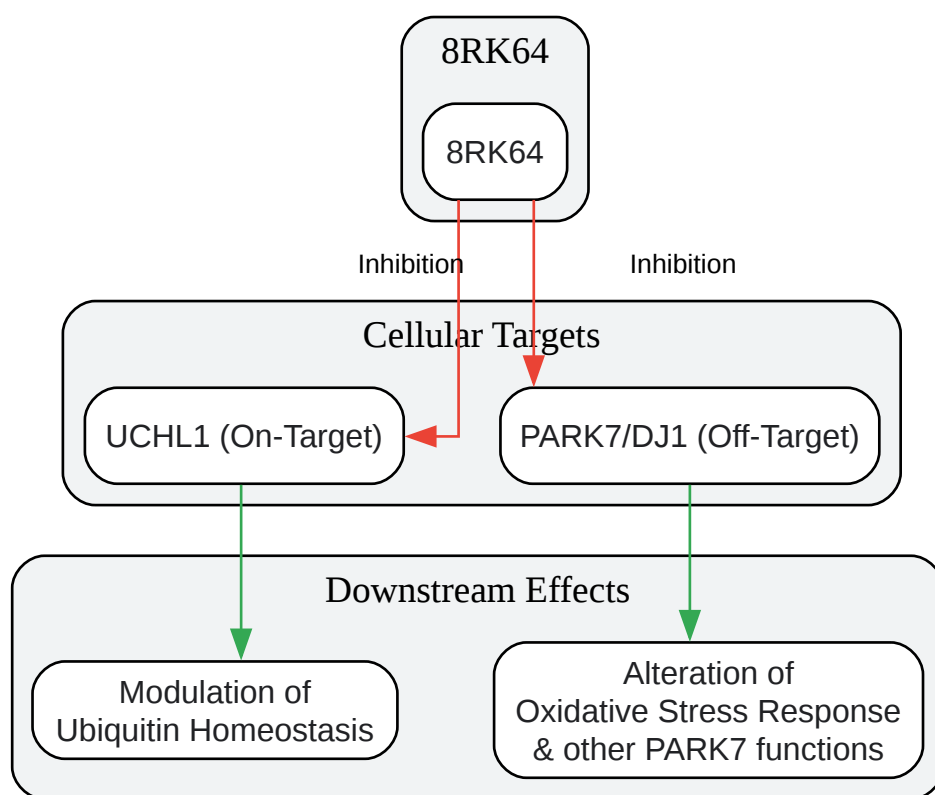 8RK64
8RK64
Inhibition
Inhibition
Cellular Targets
UCHL1 (On-Target)
PARK7/DJ1 (Off-Target)
Downstream Effects
Modulation of
Ubiquitin Homeostasis
Alteration of
Oxidative Stress Response
& other PARK7 functions